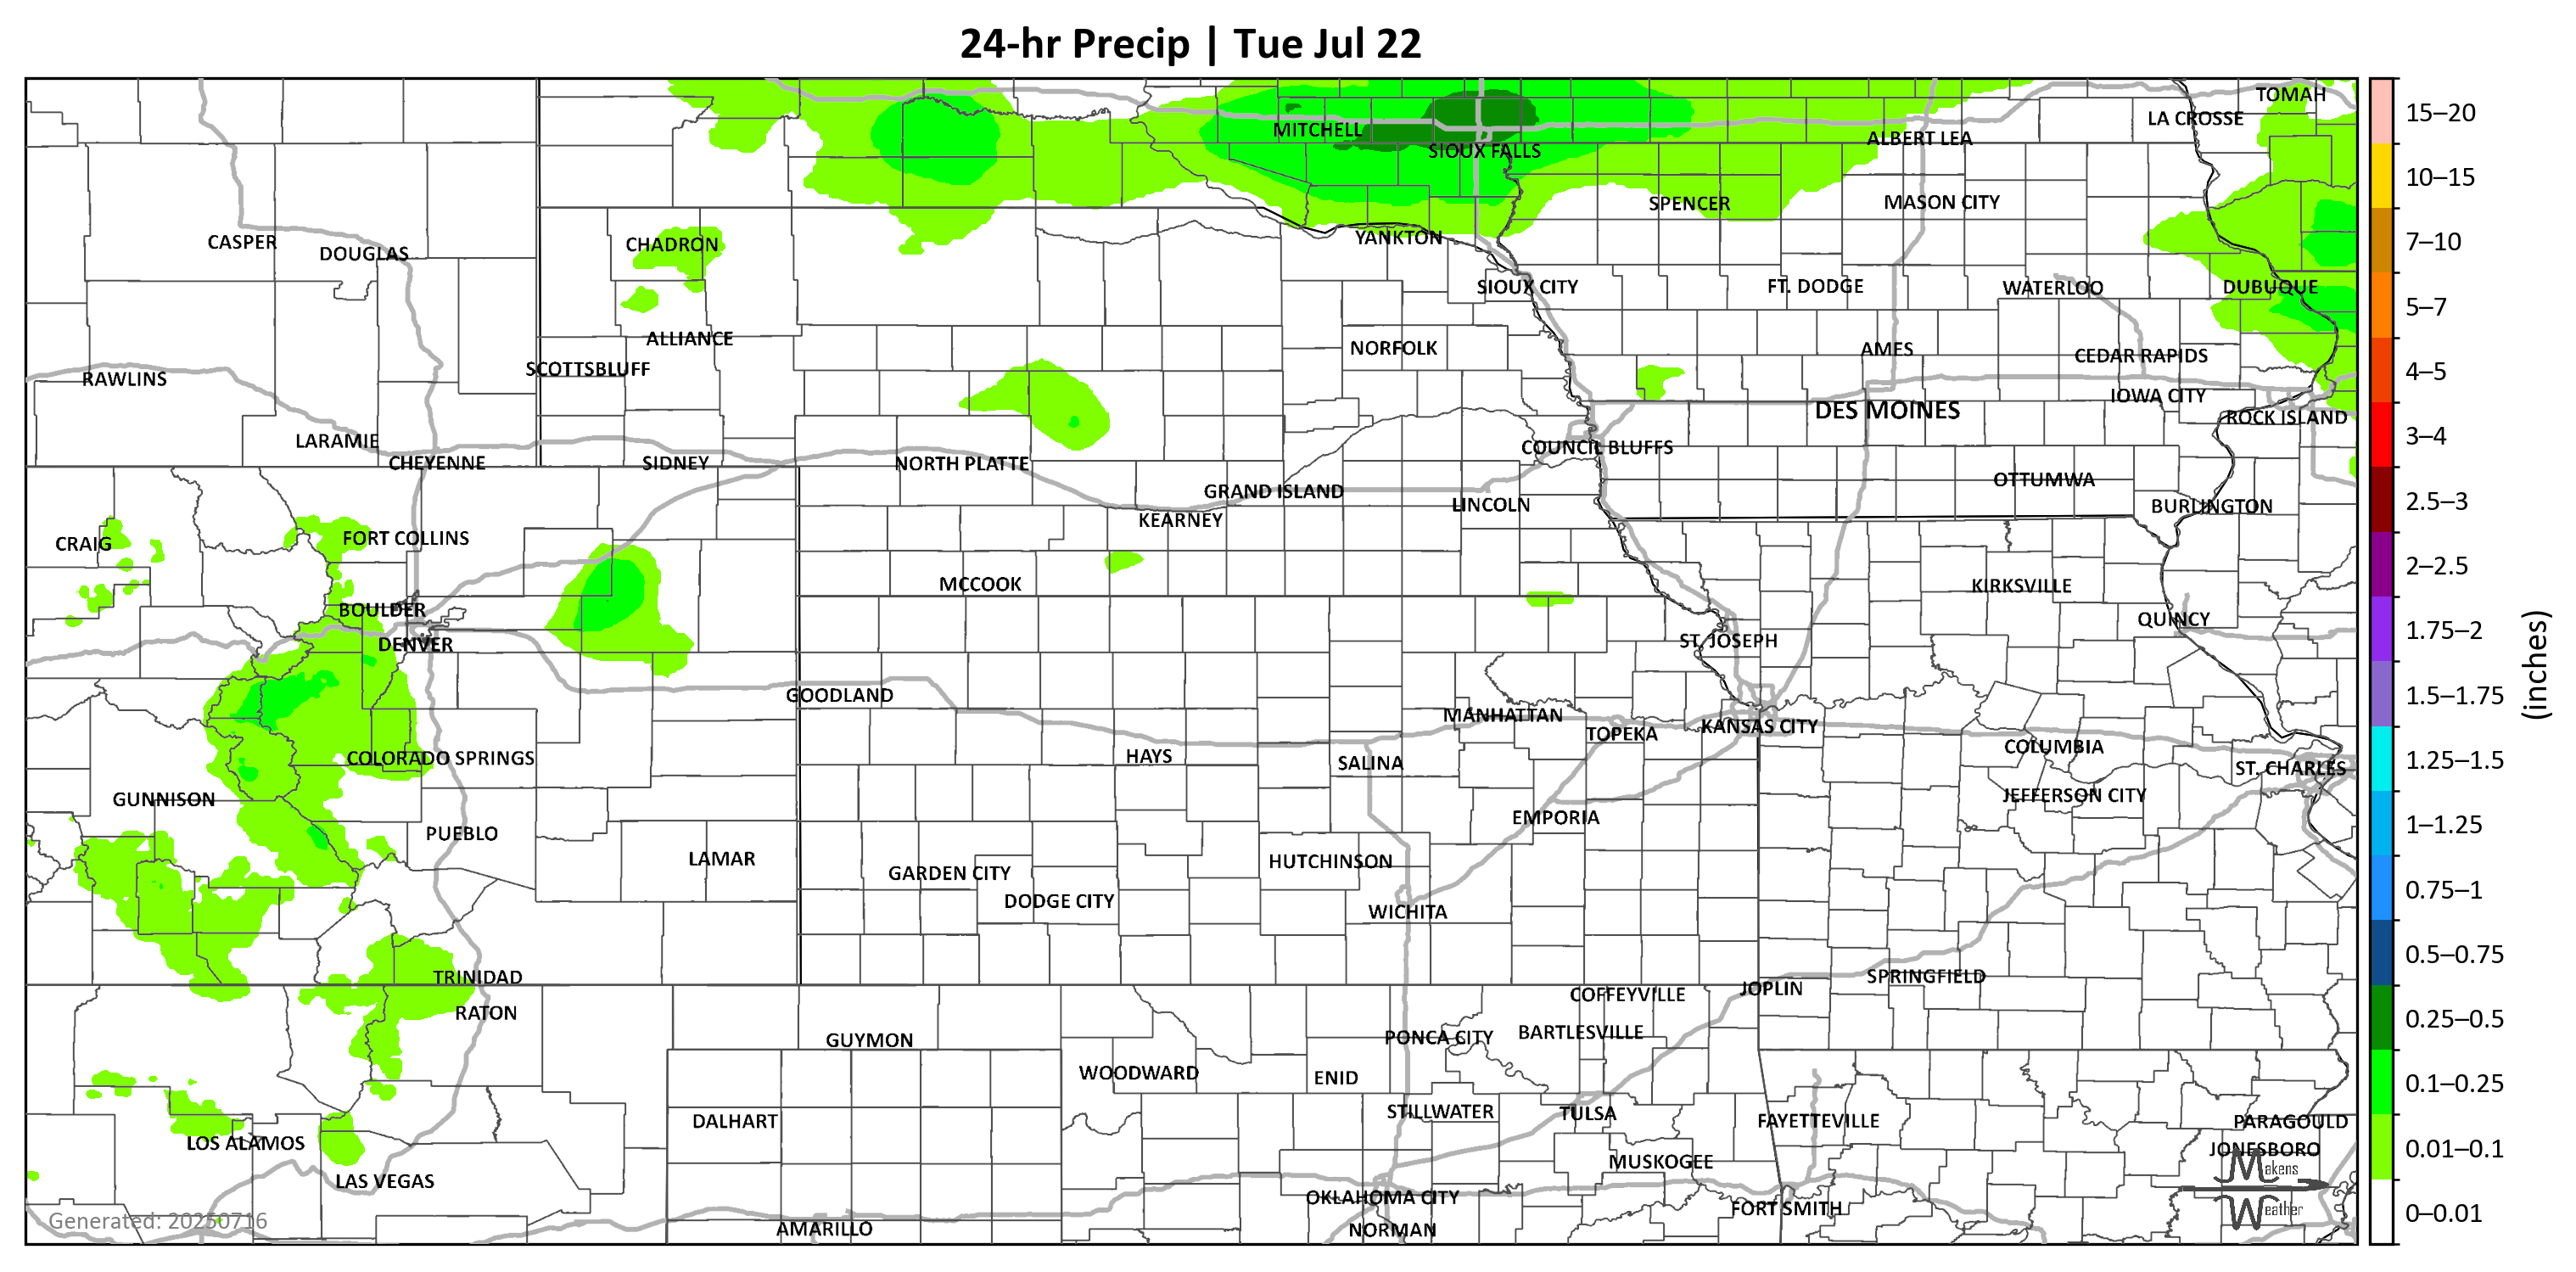 24-hr Precip | Tue Jul 22
TOMAH
LA CROSSE
MITCHELL
ALBERT LEA
SIOUX FALLS
SPENCER
MASON CITY
CASPER
DOUGLAS
CHADRON
YANKTON
SIOUX CITY
FT. DODGE
WATERLOO
DUBUQUE
ALLIANCE
NORFOLK
AMES
CEDAR RAPIDS
SCOTTSBLUFF
RAWLINS
IOWA CITY
DES MOINES
ROCK ISLAND
LARAMIE
COUNCIL BLUFFS
CHEYENNE
SIDNEY
NORTH PLATTE
OTTUMWA
GRAND ISLAND
LINCOLN
BURLINGTON
KEARNEY
CRAIG
FORT COLLINS
MCCOOK
KIRKSVILLE
BOULDER
QUINCY
DENVER
ST. JOSEPH
GOODLAND
MANHATTAN
TOPEKA
KANSAS CITY
COLUMBIA
COLORADO SPRINGS
HAYS
SALINA
ST. CHARLES
GUNNISON
JEFFERSON CITY
EMPORIA
PUEBLO
LAMAR
HUTCHINSON
GARDEN CITY
DODGE CITY
WICHITA
TRINIDAD
SPRINGFIELD
JOPLIN
COFFEYVILLE
RATON
BARTLESVILLE
GUYMON
PONCA CITY
WOODWARD
ENID
STILLWATER
TULSA
DALHART
FAYETTEVILLE
PARAGOULD
LOS ALAMOS
JONESBORO
MUSKOGEE
LAS VEGAS
OKLAHOMA CITY
FORT SMITH
AMARILLO
NORMAN
Generated: 20250716
Makens
Weather
15–20
10–15
7–10
5–7
4–5
3–4
2.5–3
2–2.5
1.75–2
1.5–1.75
1.25–1.5
1–1.25
0.75–1
0.5–0.75
0.25–0.5
0.1–0.25
0.01–0.1
0–0.01
(inches)